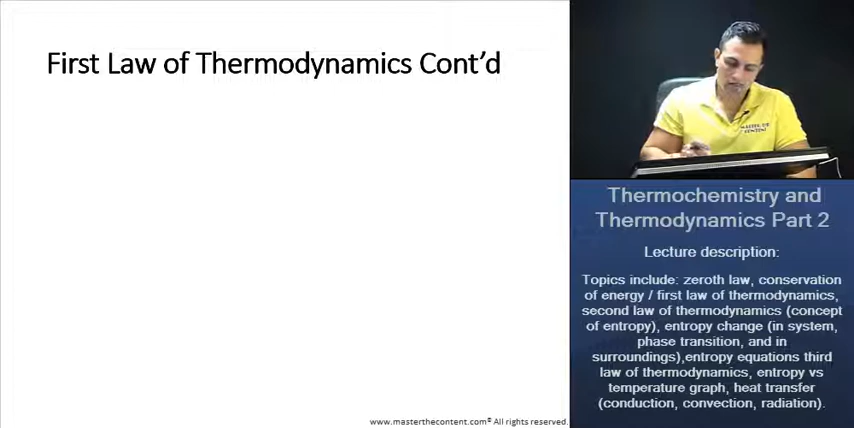 First Law of Thermodynamics Cont’d
Thermochemistry and
Thermodynamics Part 2
Lecture description:
Topics include: zeroth law, conservation
of energy / first law of thermodynamics,
second law of thermodynamics (concept
of entropy), entropy change (in system,
phase transition, and in
surroundings),entropy equations third
law of thermodynamics, entropy vs
temperature graph, heat transfer
(conduction, convection, radiation).
www.masterthecontent.com© All rights reserved.